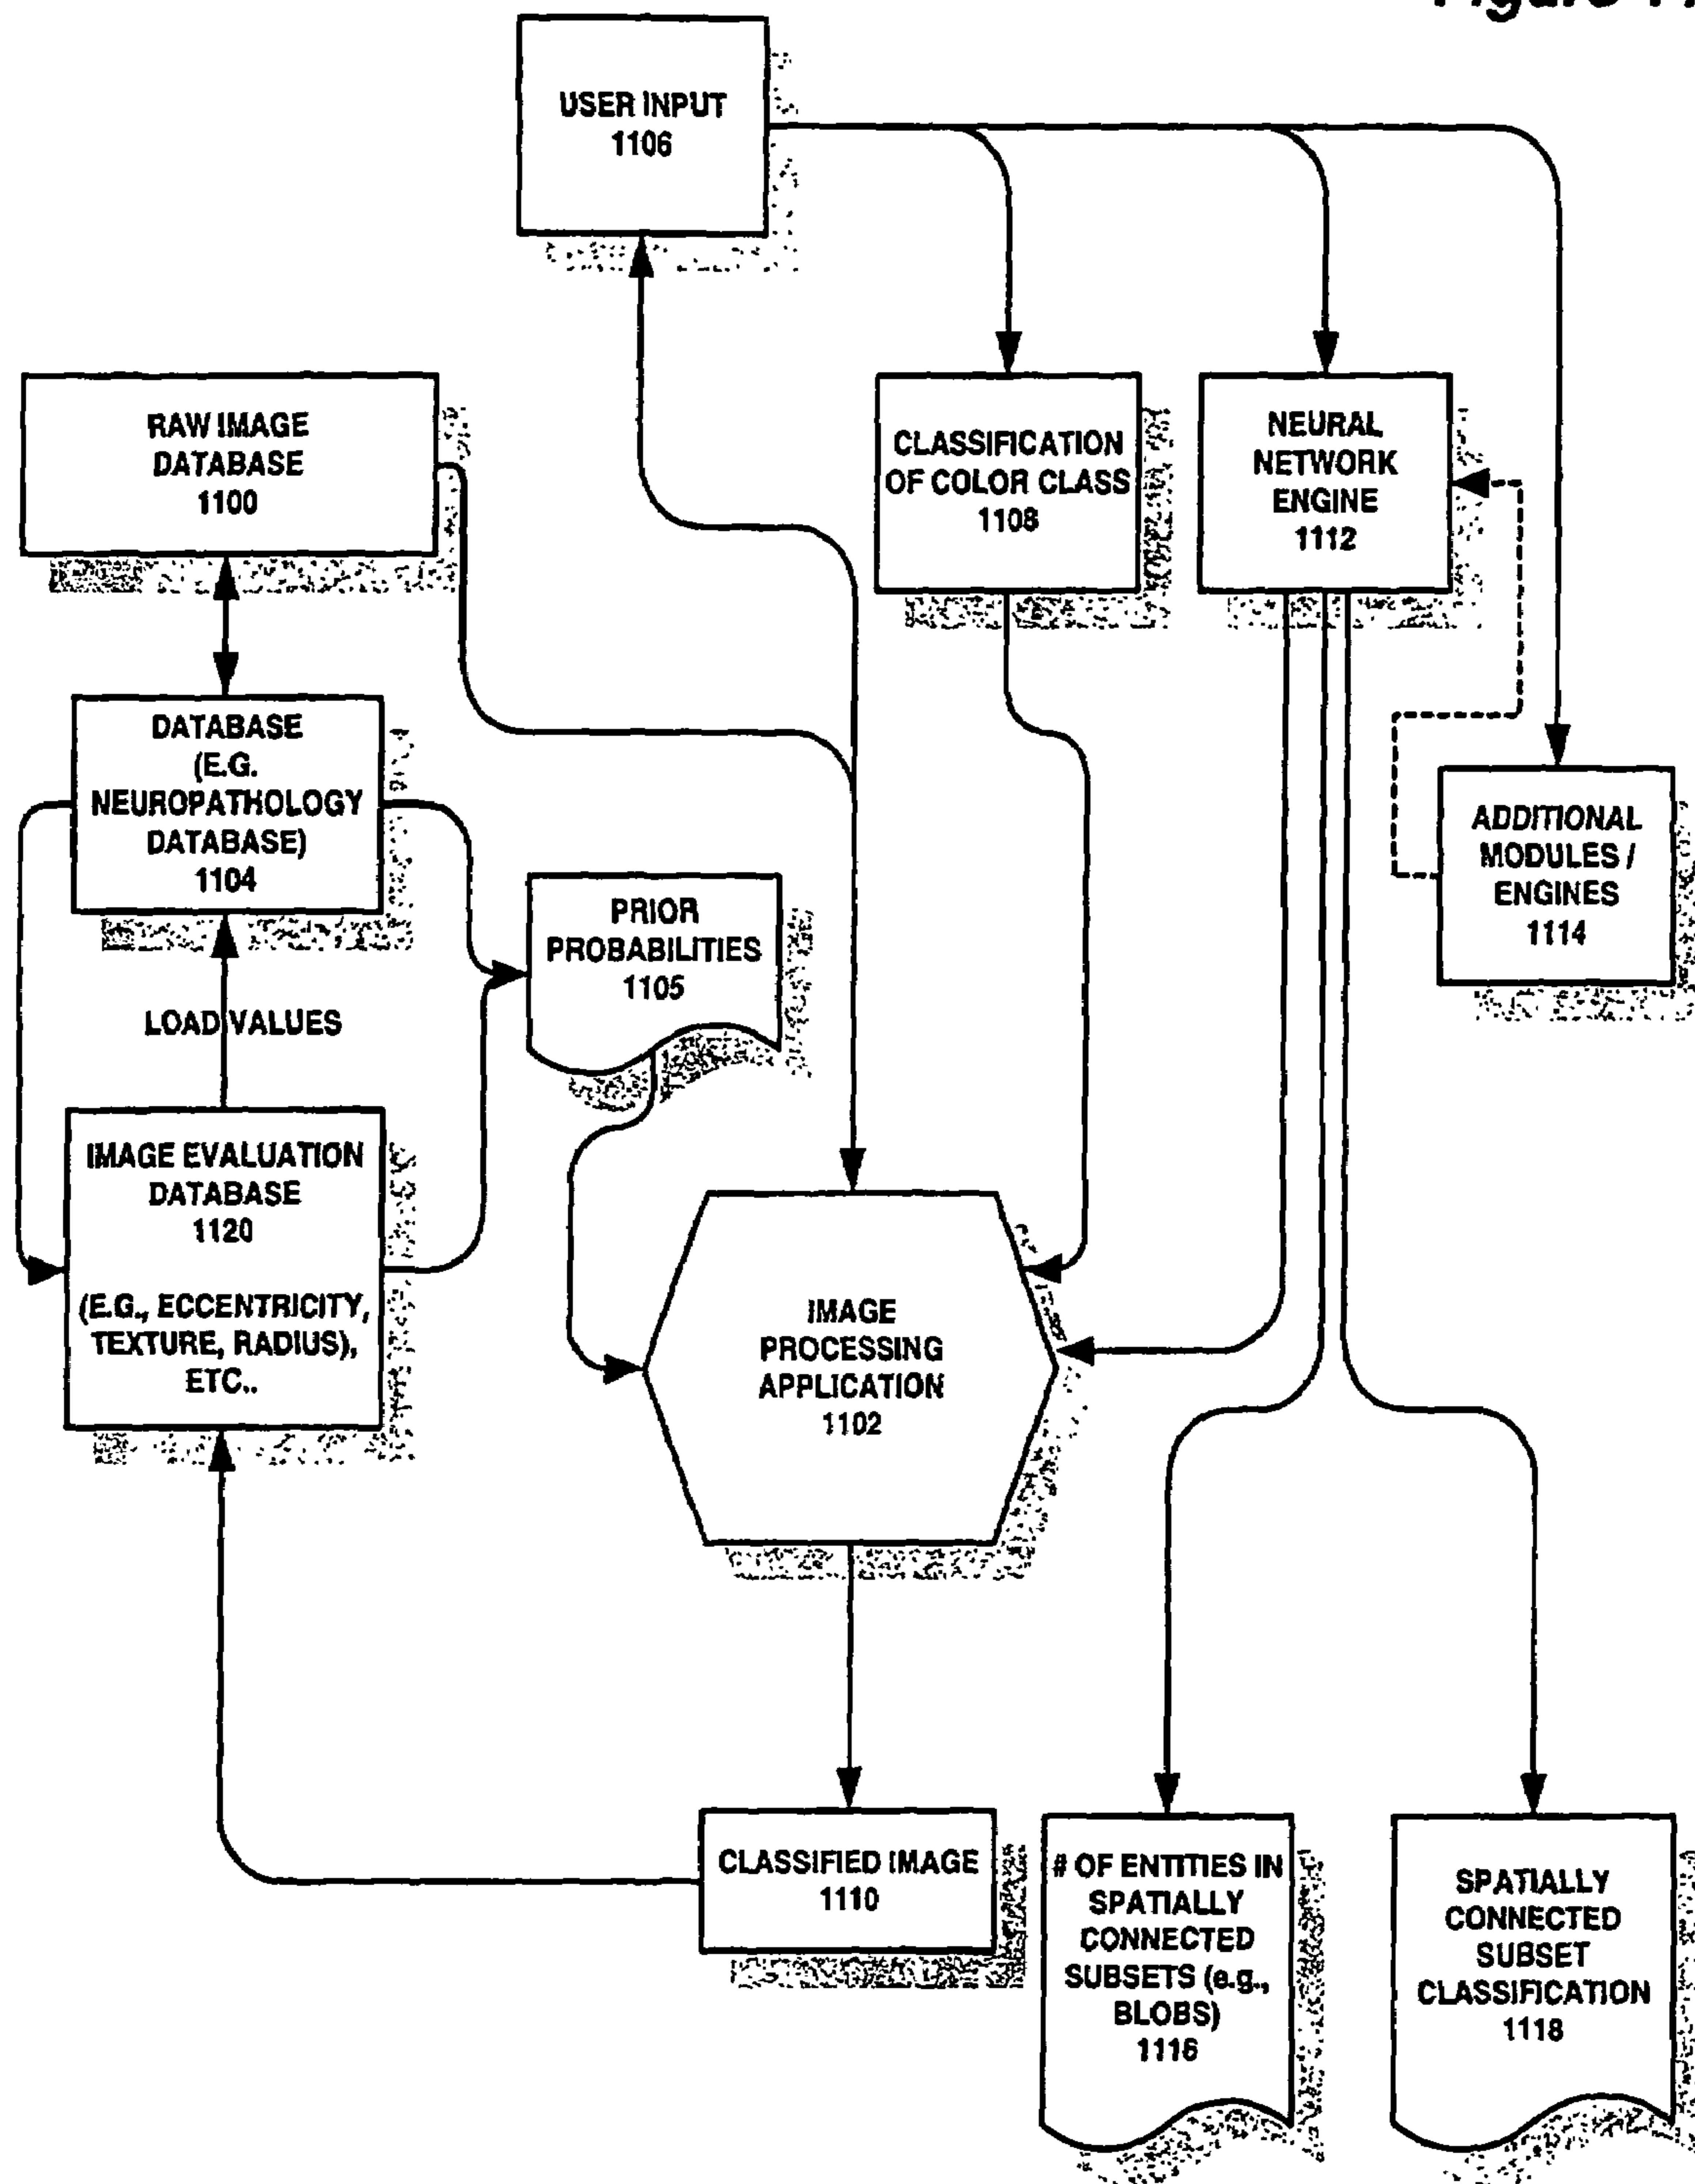 USER INPUT
1106
RAW IMAGE
DATABASE
1100
CLASSIFICATION
OF COLOR CLASS
1108
NEURAL
NETWORK
ENGINE
1112
DATABASE
(E.G.
NEUROPATHOLOGY
DATABASE)
1104
ADDITIONAL
MODULES /
ENGINES
1114
PRIOR
PROBABILITIES
1105
LOAD VALUES
IMAGE EVALUATION
DATABASE
1120
(E.G., ECCENTRICITY,
TEXTURE, RADIUS),
ETC..
IMAGE
PROCESSING
APPLICATION
1102
CLASSIFIED IMAGE
1110
# OF ENTITIES IN
SPATIALLY
CONNECTED
SUBSETS (e.g.,
BLOBS)
1116
SPATIALLY
CONNECTED
SUBSET
CLASSIFICATION
1118